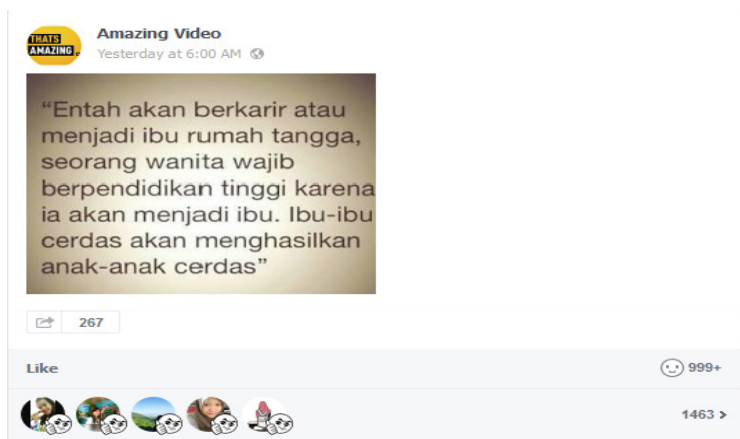 THATS
AMAZING
Amazing Video
Yesterday at 6:00 AM
“Entah akan berkarir atau
menjadi ibu rumah tangga,
seorang wanita wajib
berpendidikan tinggi karena
ia akan menjadi ibu. Ibu-ibu
cerdas akan menghasilkan
anak-anak cerdas”
267
Like
999+
1463 >